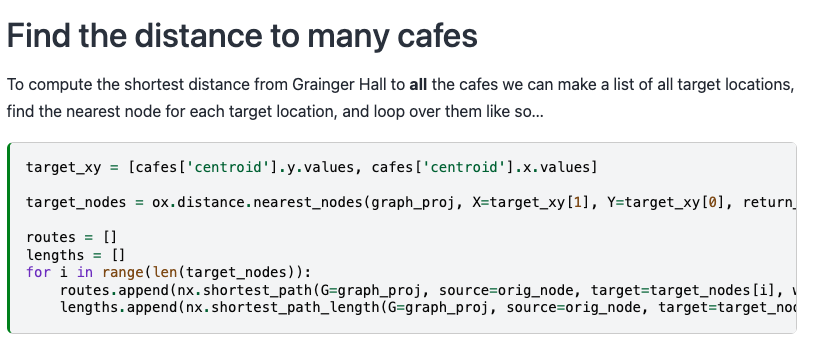 Find the distance to many cafes
To compute the shortest distance from Grainger Hall to all the cafes we can make a list of all target locations,
find the nearest node for each target location, and loop over them like so...
target_xy = [cafes['centroid'].y.values, cafes['centroid'].x.values]
target_nodes = ox.distance.nearest_nodes(graph_proj, X=target_xy[1], Y=target_xy[0], return_
routes = []
lengths = []
for i in range(len(target_nodes)):
    routes.append(nx.shortest_path(G=graph_proj, source=orig_node, target=target_nodes[i],
    lengths.append(nx.shortest_path_length(G=graph_proj, source=orig_node, target=target_no